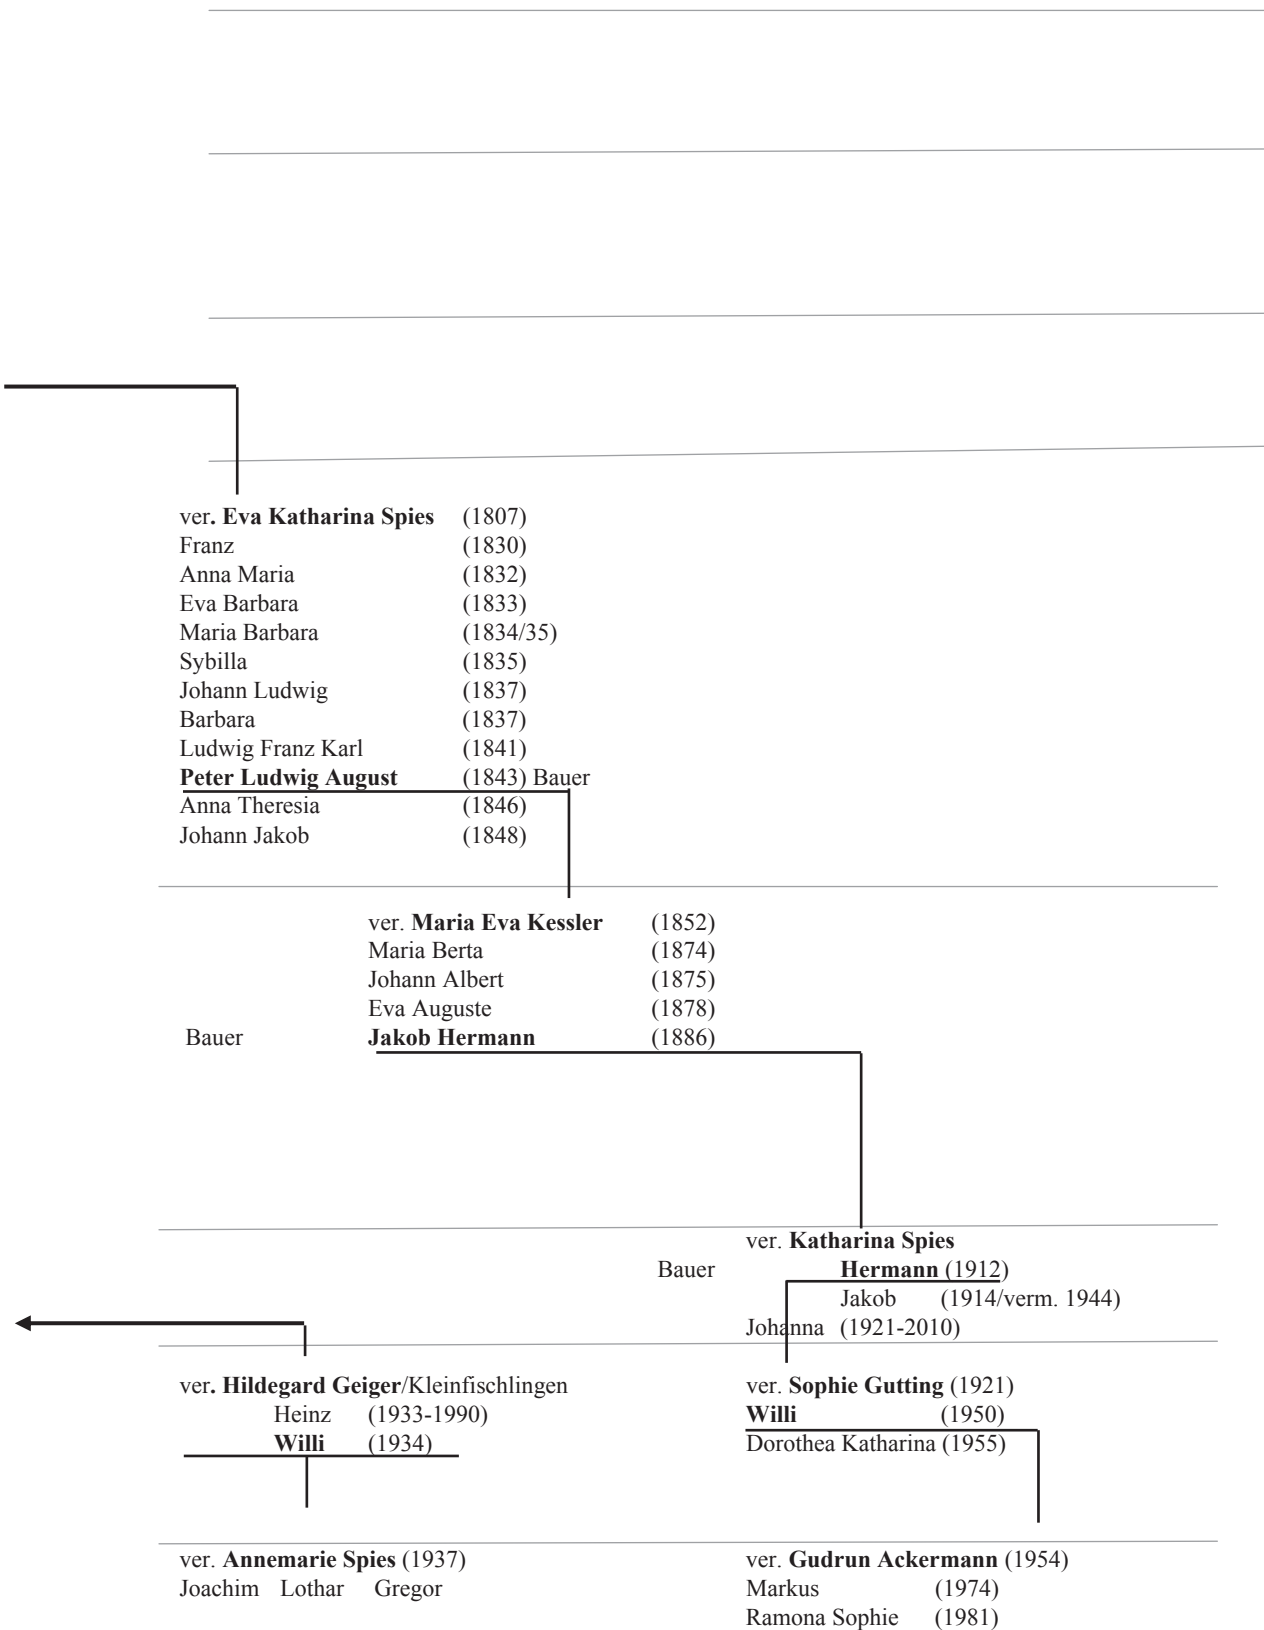 ver. Eva Katharina Spies (1807)
Franz (1830)
Anna Maria (1832)
Eva Barbara (1833)
Maria Barbara (1834/35)
Sybilla (1835)
Johann Ludwig (1837)
Barbara (1837)
Ludwig Franz Karl (1841)
Peter Ludwig August (1843) Bauer
Anna Theresia (1846)
Johann Jakob (1848)
ver. Maria Eva Kessler (1852)
Maria Berta (1874)
Johann Albert (1875)
Eva Auguste (1878)
Bauer Jakob Hermann (1886)
ver. Katharina Spies
Bauer Hermann (1912)
Jakob (1914/verm. 1944)
Johanna (1921-2010)
ver. Hildegard Geiger/Kleinfischlingen
Heinz (1933-1990)
Willi (1934)
ver. Sophie Gutting (1921)
Willi (1950)
Dorothea Katharina (1955)
ver. Annemarie Spies (1937)
Joachim Lothar Gregor
ver. Gudrun Ackermann (1954)
Markus (1974)
Ramona Sophie (1981)